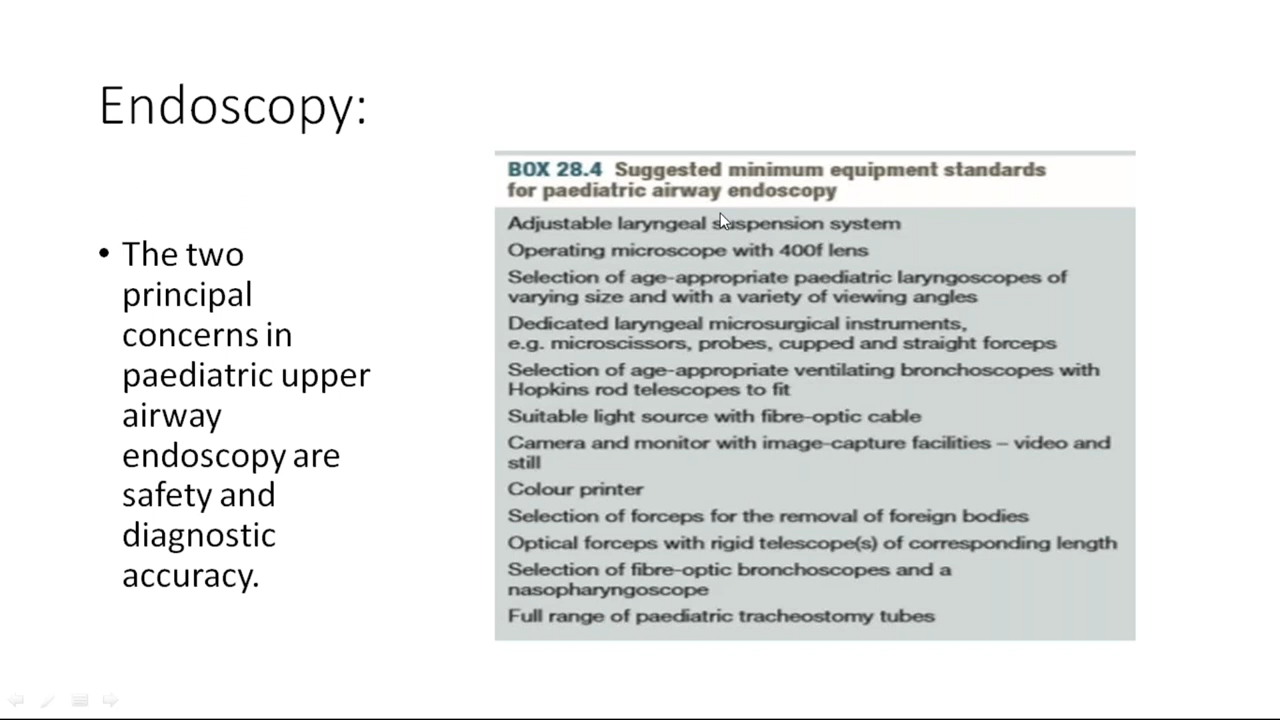 Endoscopy:
• The two
principal
concerns in
paediatric upper
airway
endoscopy are
safety and
diagnostic
accuracy.
BOX 28.4 Suggested minimum equipment standards
for paediatric airway endoscopy
Adjustable laryngeal suspension system
Operating microscope with 400f lens
Selection of age-appropriate paediatric laryngoscopes of
varying size and with a variety of viewing angles
Dedicated laryngeal microsurgical instruments,
e.g. microscissors, probes, cupped and straight forceps
Selection of age-appropriate ventilating bronchoscopes with
Hopkins rod telescopes to fit
Suitable light source with fibre-optic cable
Camera and monitor with image-capture facilities – video and
still
Colour printer
Selection of forceps for the removal of foreign bodies
Optical forceps with rigid telescope(s) of corresponding length
Selection of fibre-optic bronchoscopes and a
nasopharyngoscope
Full range of paediatric tracheostomy tubes